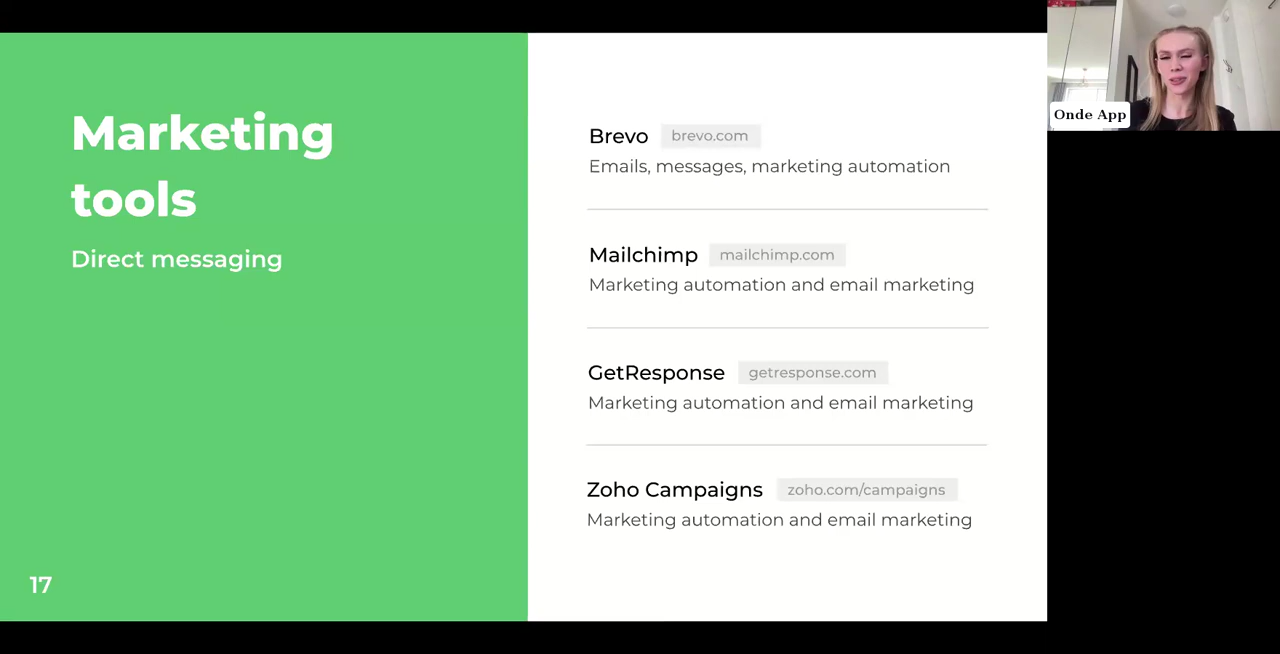 Marketing
tools
Direct messaging
17
Brevo brevo.com
Emails, messages, marketing automation
Mailchimp mailchimp.com
Marketing automation and email marketing
GetResponse getresponse.com
Marketing automation and email marketing
Zoho Campaigns zoho.com/campaigns
Marketing automation and email marketing
Onde App